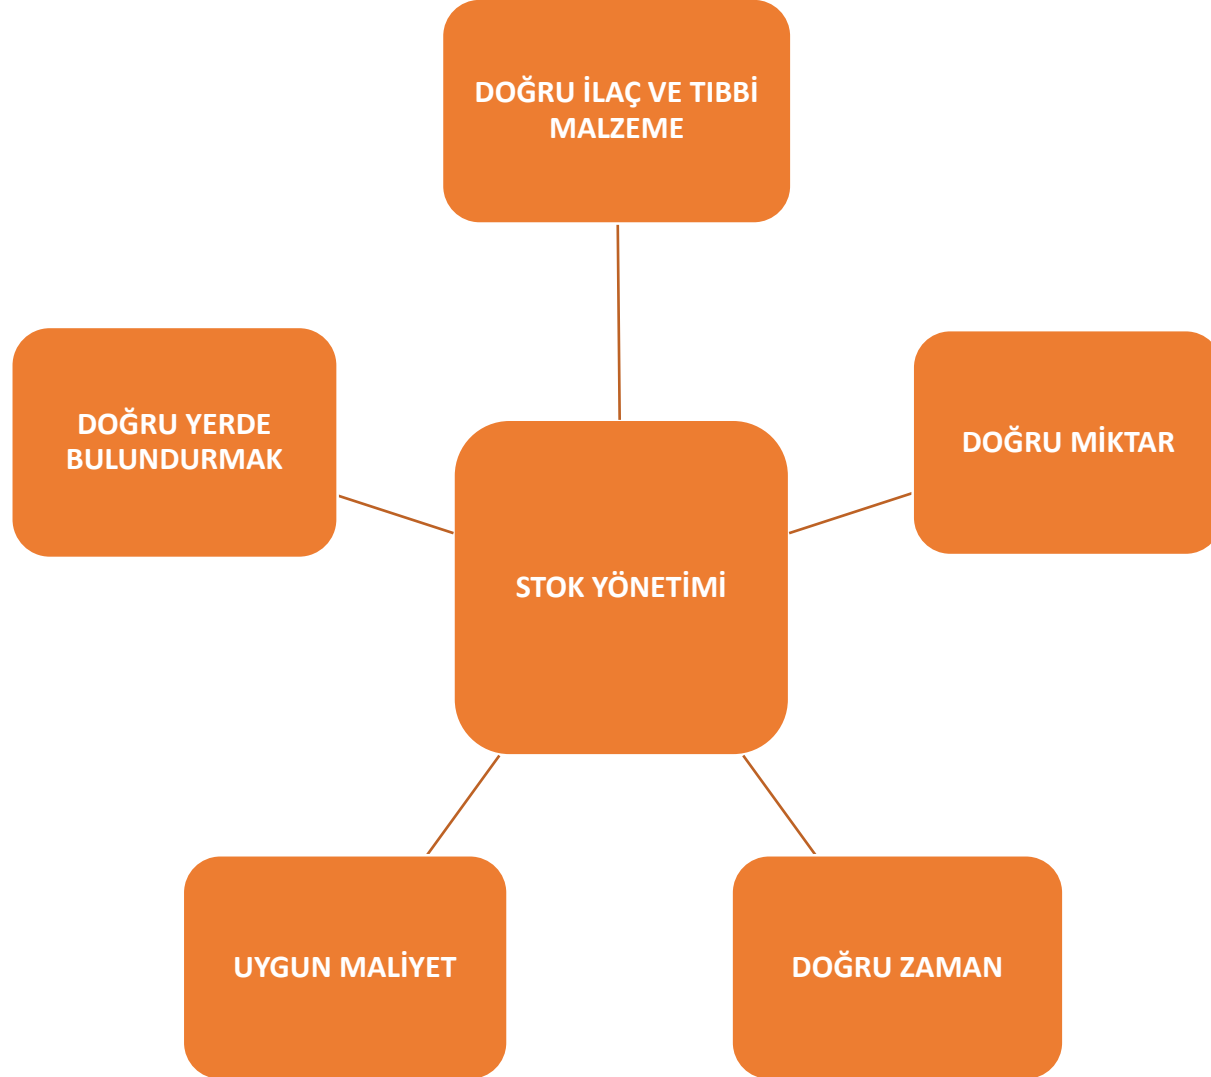 DOĞRU İLAÇ VE TIBBİ
MALZEME
DOĞRU YERDE
BULUNDURMAK
DOĞRU MİKTAR
STOK YÖNETİMİ
UYGUN MALİYET
DOĞRU ZAMAN